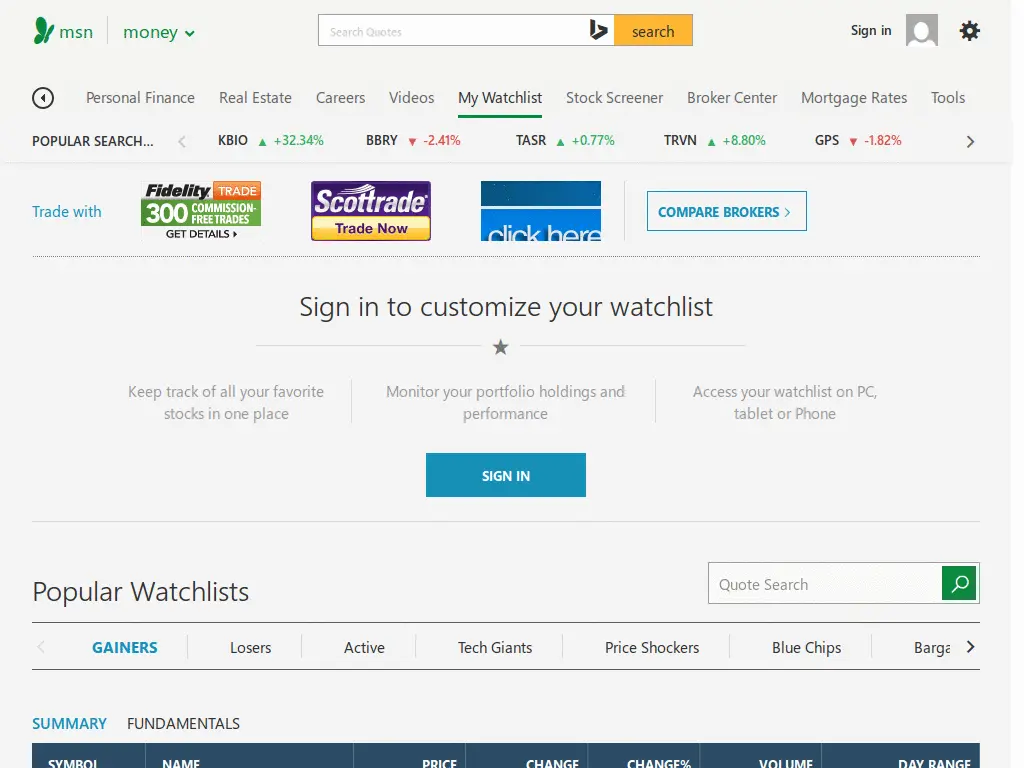 msn money
Search Quotes
search
Sign in
Personal Finance Real Estate Careers Videos My Watchlist Stock Screener Broker Center Mortgage Rates Tools
POPULAR SEARCH... KBIO ▲ +32.34% BBRY ▼ -2.41% TASR ▲ +0.77% TRVN ▲ +8.80% GPS ▼ -1.82%
Trade with
Fidelity TRADE
300 COMMISSION-FREE TRADES
GET DETAILS
Scottrade
Trade Now
click here
COMPARE BROKERS
Sign in to customize your watchlist
Keep track of all your favorite
stocks in one place
Monitor your portfolio holdings and
performance
Access your watchlist on PC,
tablet or Phone
SIGN IN
Popular Watchlists
Quote Search
GAINERS Losers Active Tech Giants Price Shockers Blue Chips Barga
SUMMARY FUNDAMENTALS
SYMBOL NAME PRICE CHANGE CHANGE% VOLUME DAY RANGE